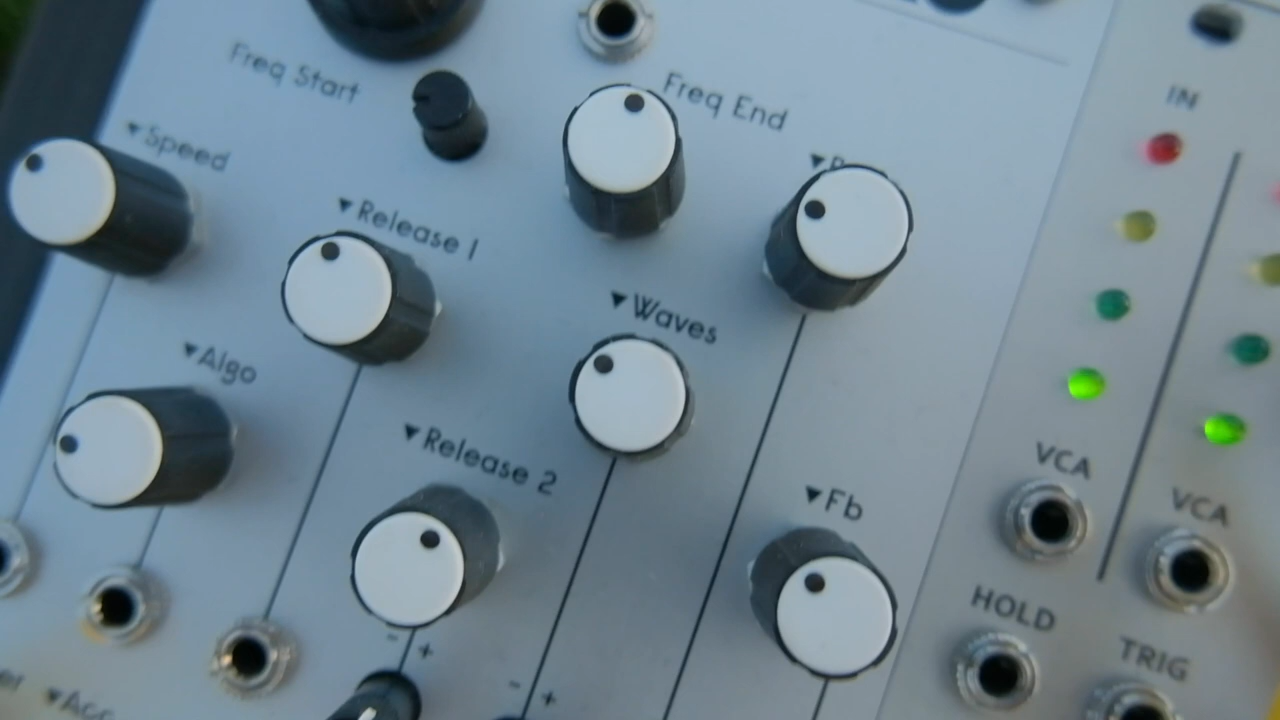 Freq Start
Freq End
IN
▼Speed
▼Release 1
▼Waves
▼Algo
▼Release 2
▼Fb
VCA
VCA
HOLD
TRIG
- +
- +